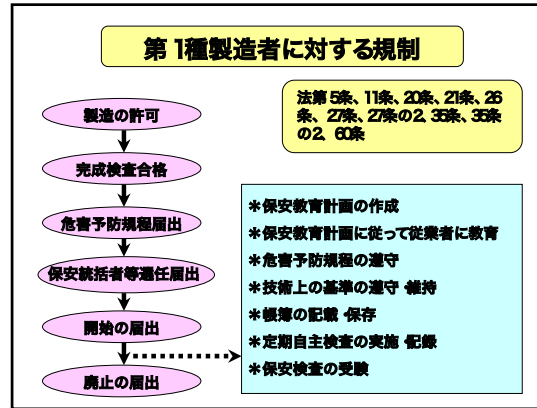 第1種製造者に対する規制
法第5条、11条、20条、21条、26
条、27条、27条の2、35条、35条
の2、60条
製造の許可
完成検査合格
危害予防規程届出
保安統括者等選任届出
開始の届出
廃止の届出
＊保安教育計画の作成
＊保安教育計画に従って従業者に教育
＊危害予防規程の遵守
＊技術上の基準の遵守・維持
＊帳簿の記載・保存
＊定期自主検査の実施・記録
＊保安検査の受験